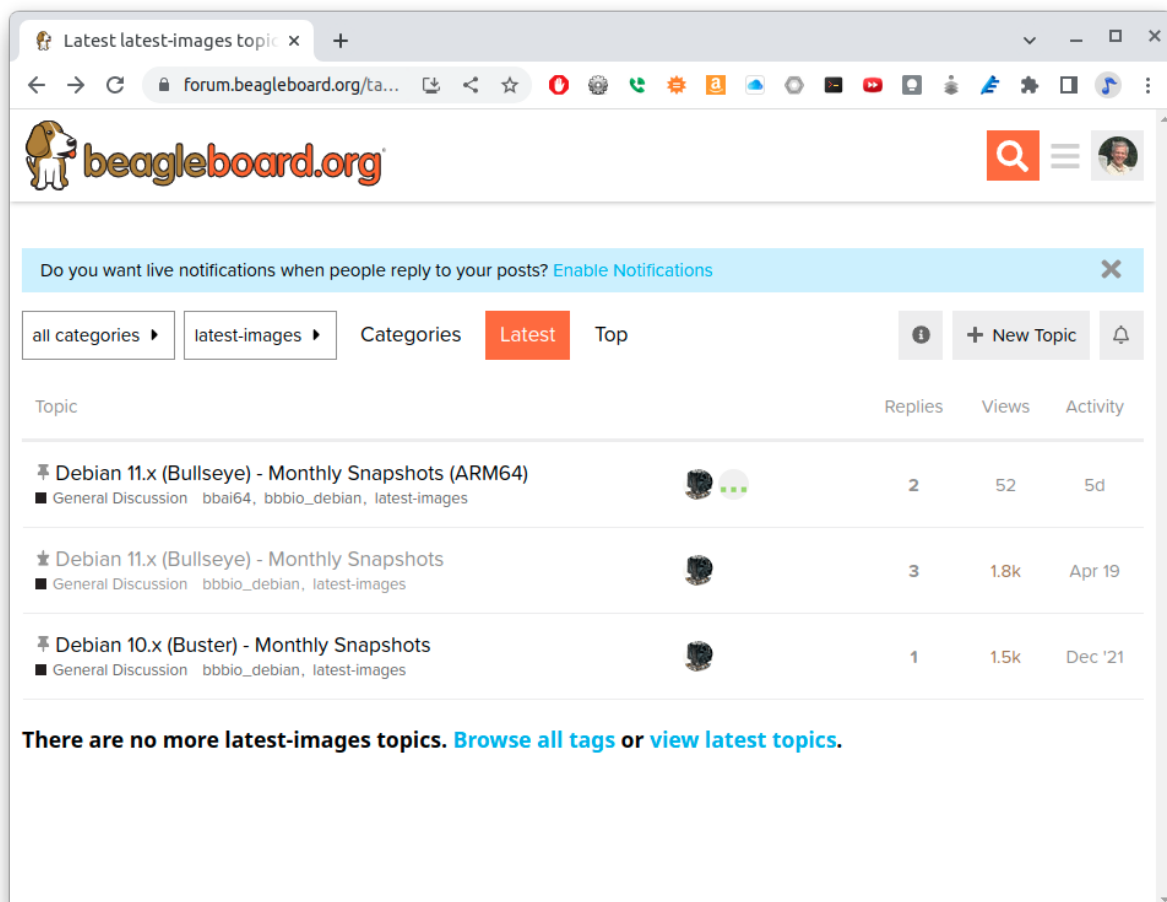 Latest latest-images topic
forum.beagleboard.org/ta...
beagleboard.org
Do you want live notifications when people reply to your posts? Enable Notifications
all categories latest-images Categories Latest Top + New Topic
Topic Replies Views Activity
Debian 11.x (Bullseye) - Monthly Snapshots (ARM64)
General Discussion bbai64, bbbio_debian, latest-images
2 52 5d
Debian 11.x (Bullseye) - Monthly Snapshots
General Discussion bbbio_debian, latest-images
3 1.8k Apr 19
Debian 10.x (Buster) - Monthly Snapshots
General Discussion bbbio_debian, latest-images
1 1.5k Dec '21
There are no more latest-images topics. Browse all tags or view latest topics.